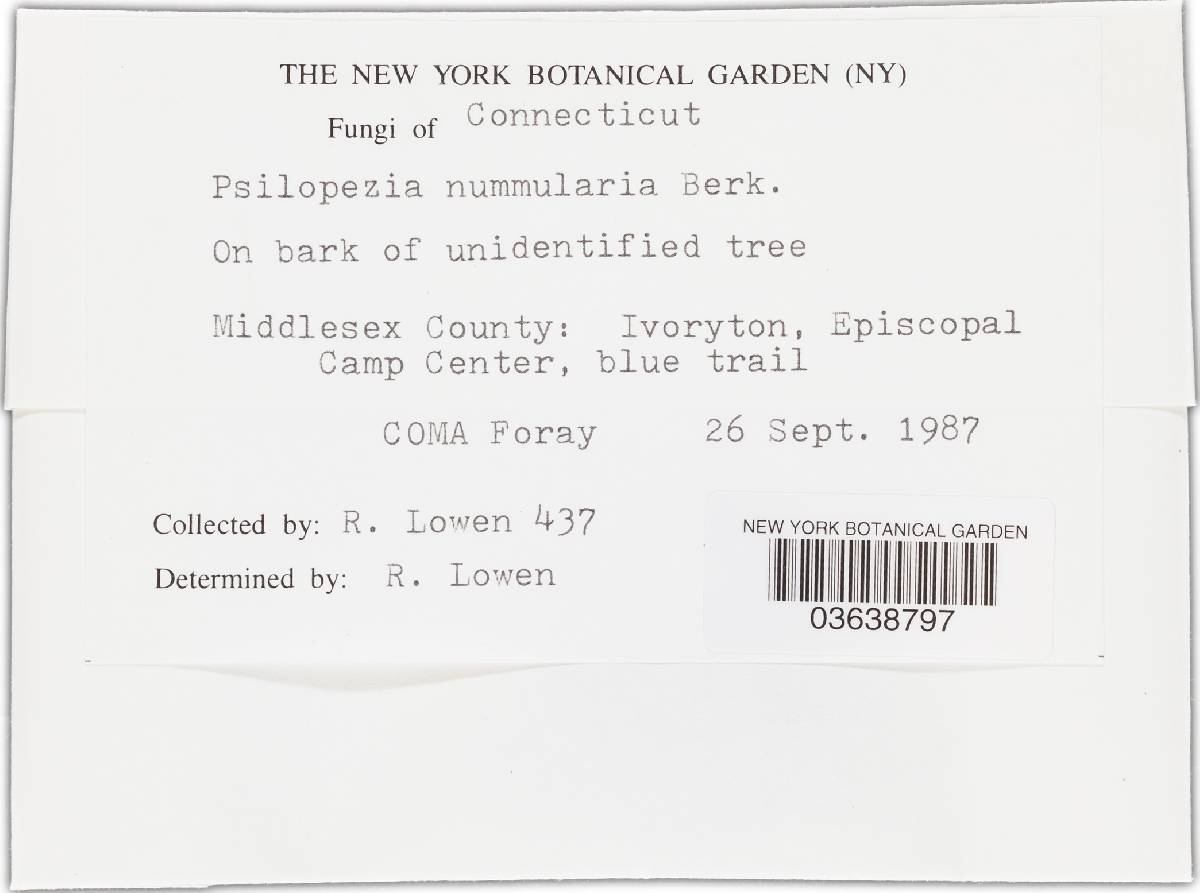 THE NEW YORK BOTANICAL GARDEN (NY)
Fungi of Connecticut
Psilopezia nummularia Berk.
On bark of unidentified tree
Middlesex County: Ivoryton, Episcopal
Camp Center, blue trail
COMA Foray 26 Sept. 1987
Collected by: R. Lowen 437
Determined by: R. Lowen
NEW YORK BOTANICAL GARDEN
03638797